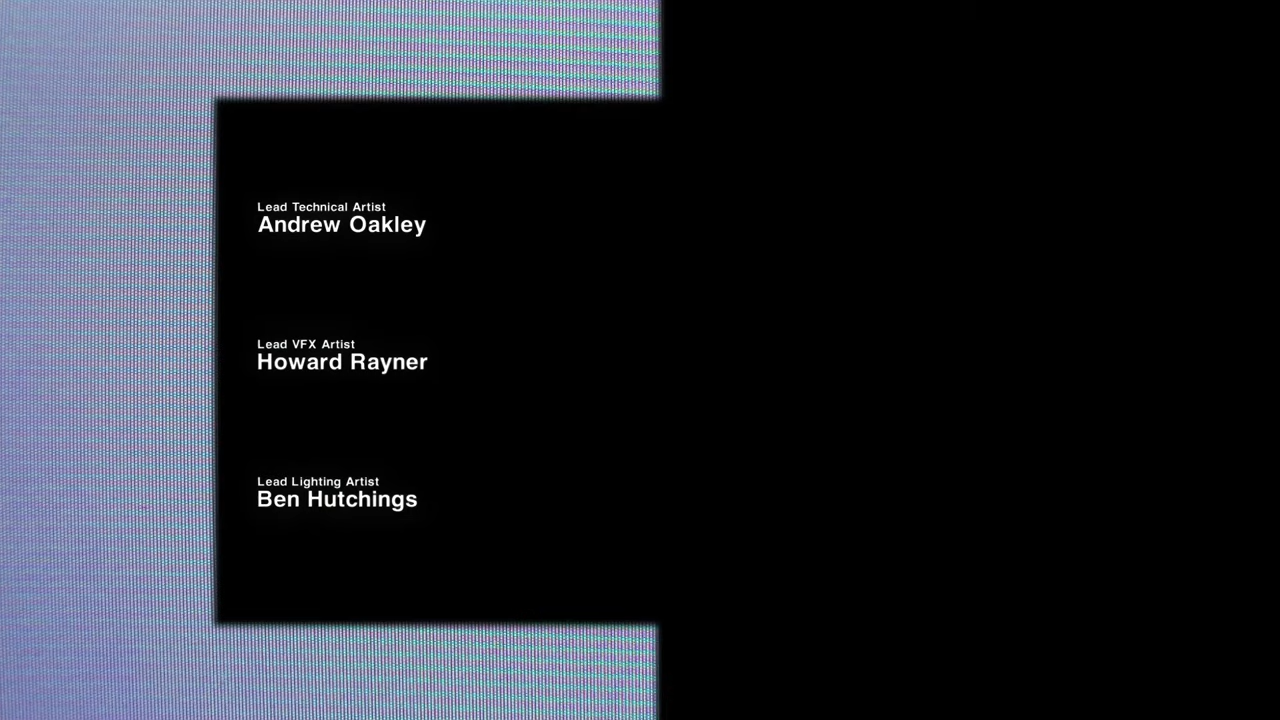 Lead Technical Artist
Andrew Oakley
Lead VFX Artist
Howard Rayner
Lead Lighting Artist
Ben Hutchings